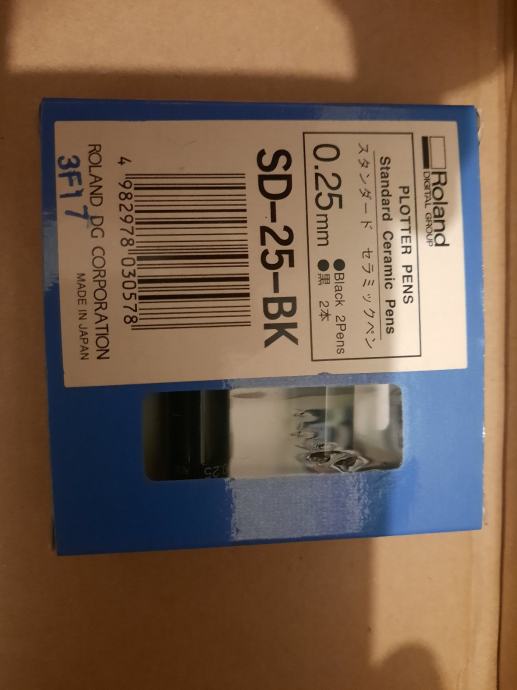 Roland
DIGITAL GROUP
PLOTTER PENS
Standard Ceramic Pens
スタンダード セラミックペン
0.25mm ●Black 2Pens
●黒 2本
SD-25-BK
4 982978 030578
ROLAND DG CORPORATION
MADE IN JAPAN
3F17
0.25